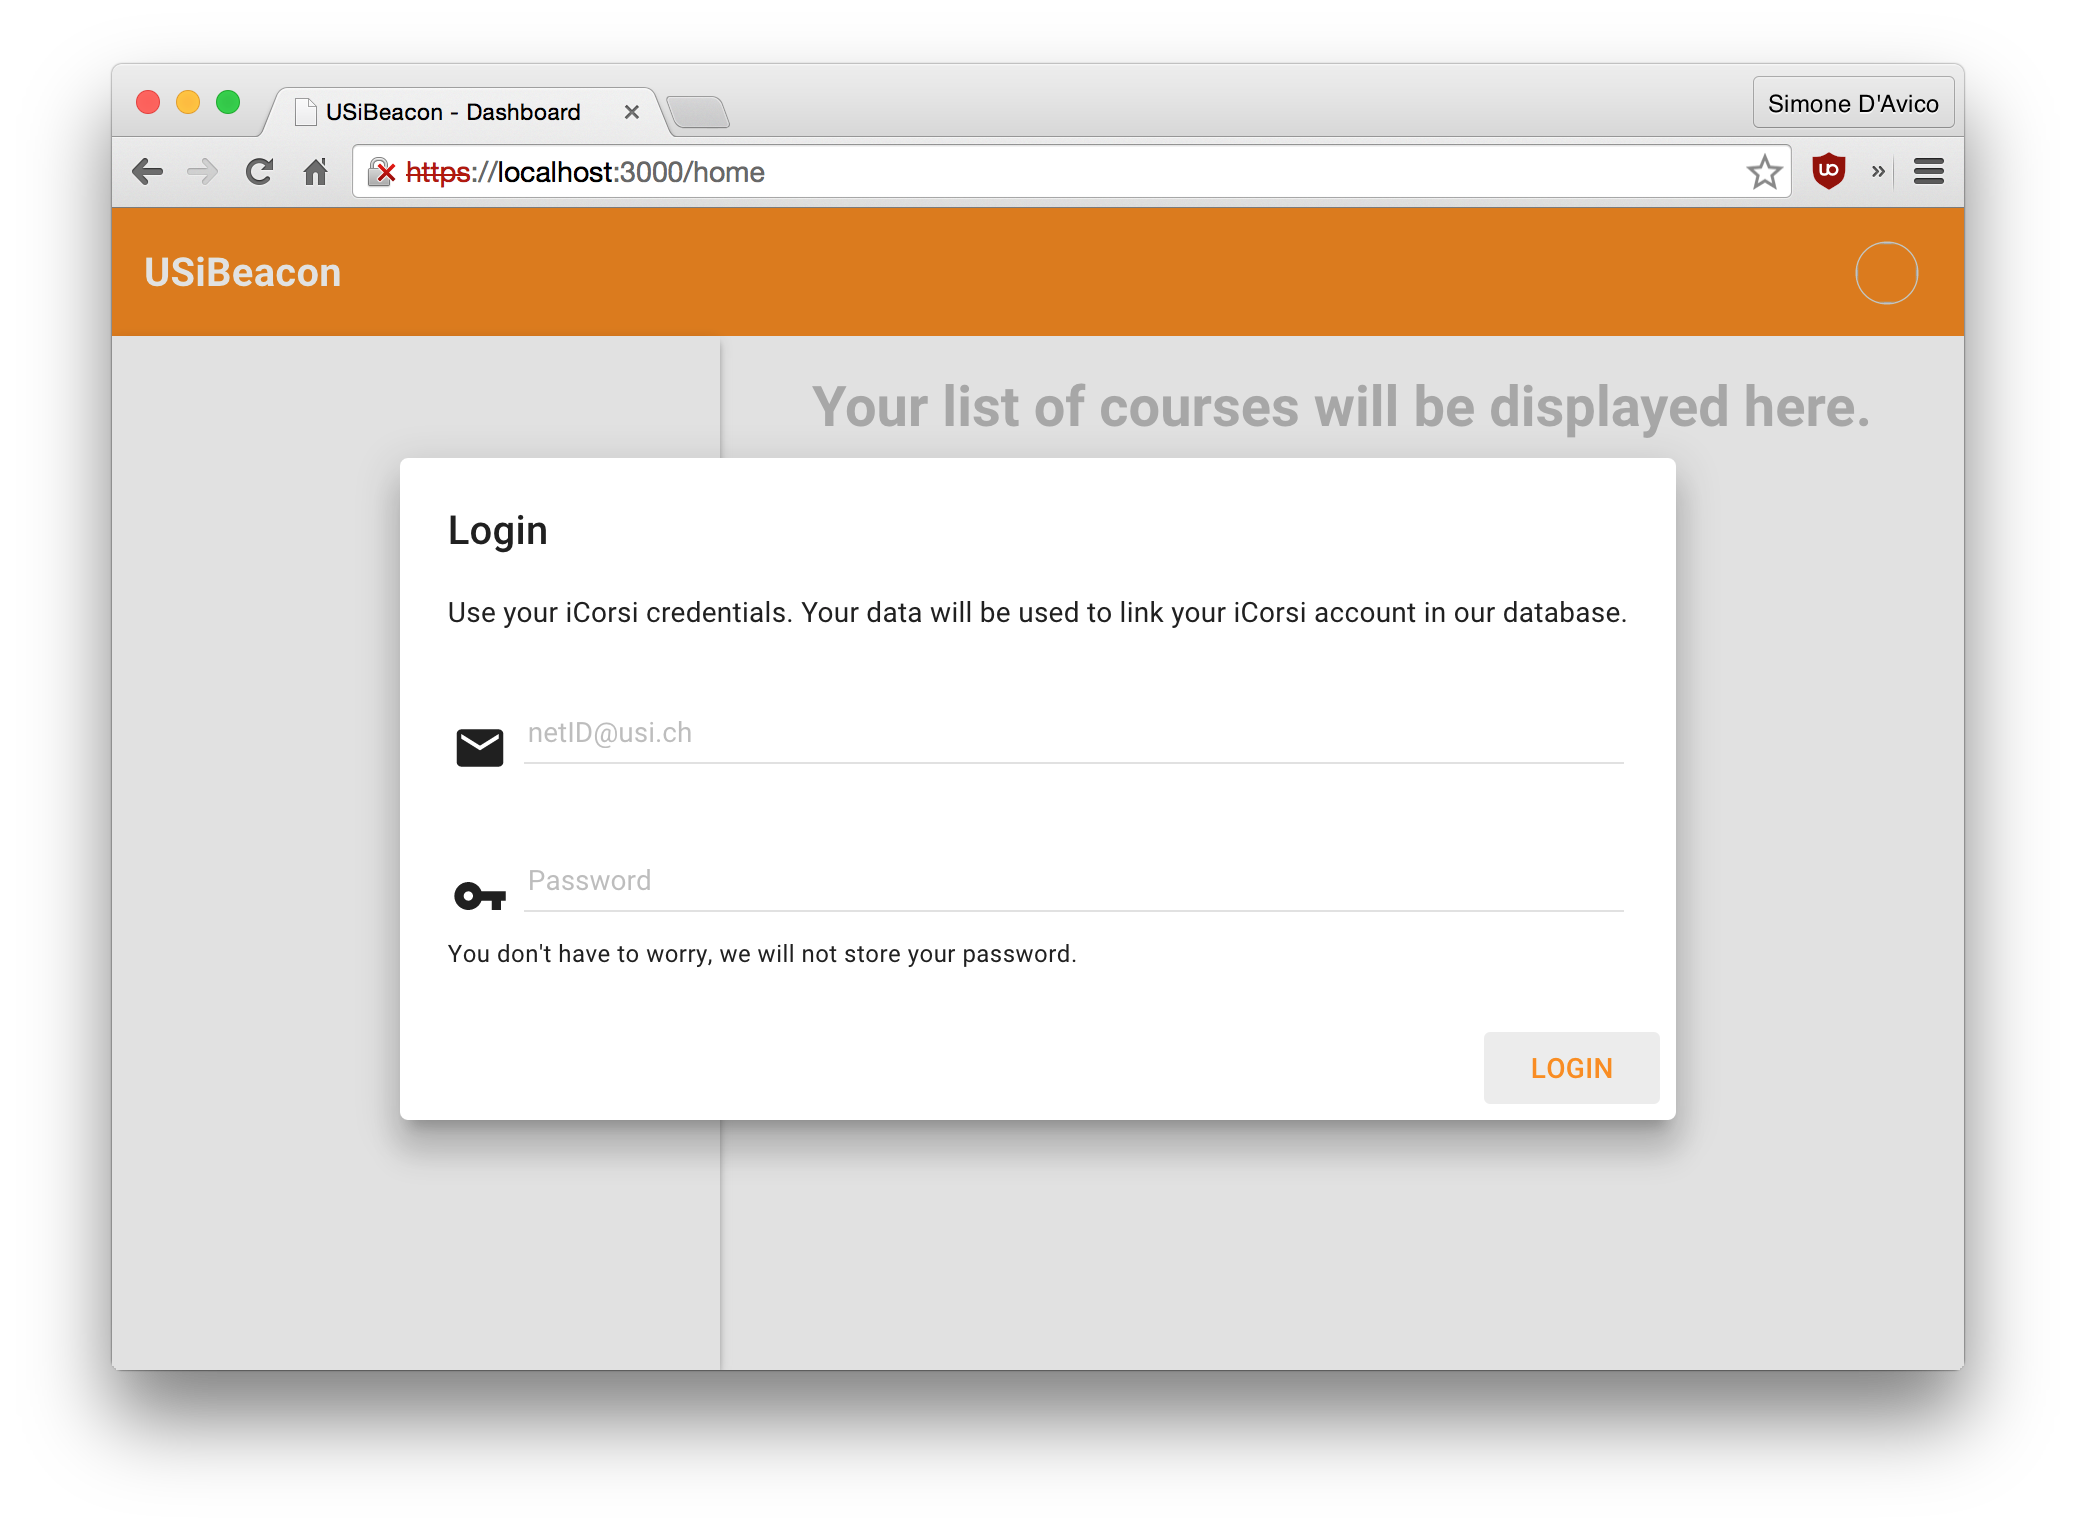 USiBeacon - Dashboard
Simone D'Avico
https://localhost:3000/home
USiBeacon
Your list of courses will be displayed here.
Login
Use your iCorsi credentials. Your data will be used to link your iCorsi account in our database.
netID@usi.ch
Password
You don't have to worry, we will not store your password.
LOGIN